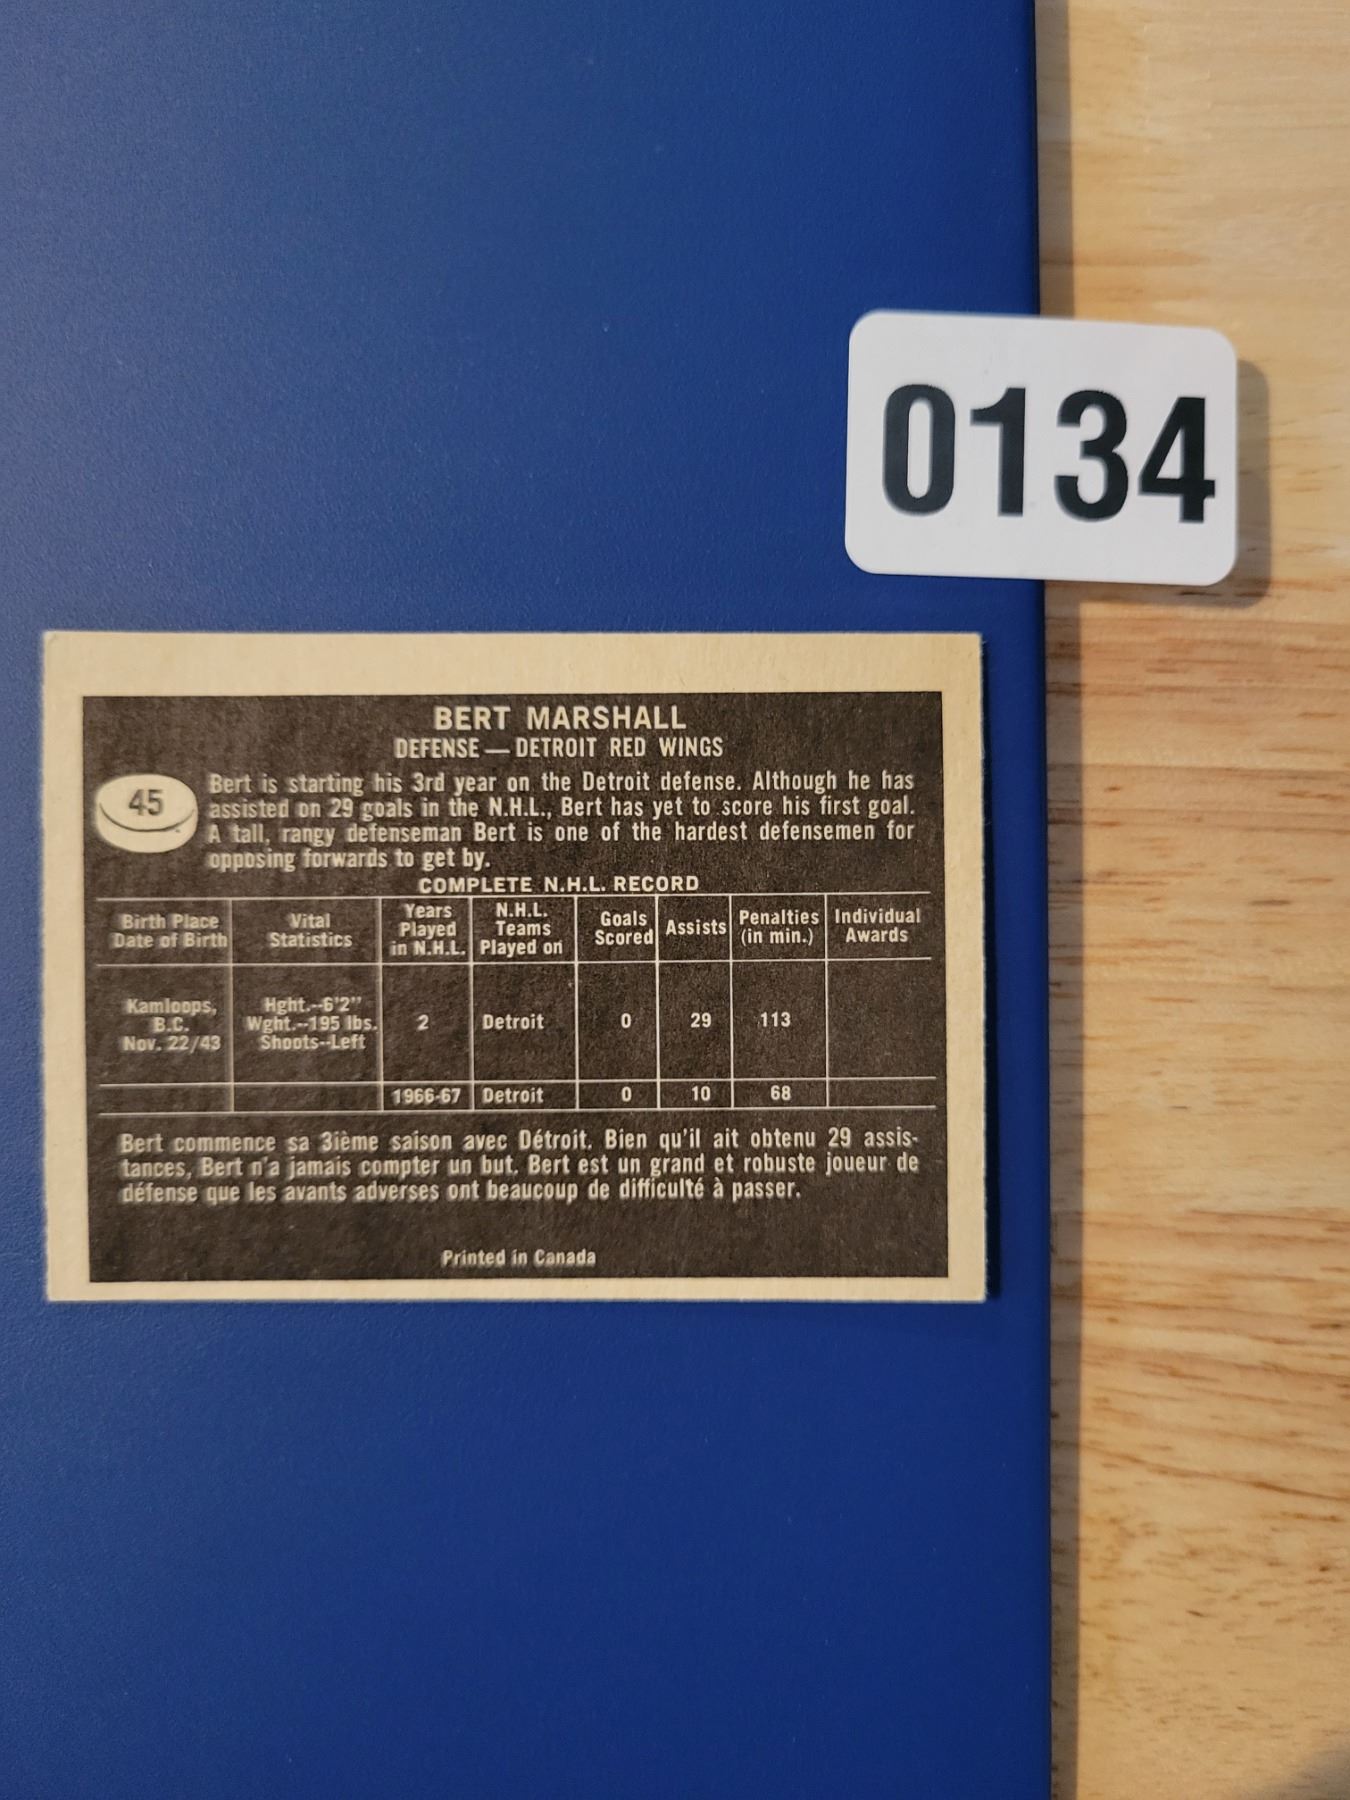 0134
BERT MARSHALL
DEFENSE — DETROIT RED WINGS
45
Bert is starting his 3rd year on the Detroit defense. Although he has
assisted on 29 goals in the N.H.L., Bert has yet to score his first goal.
A tall, rangy defenseman Bert is one of the hardest defensemen for
opposing forwards to get by.
COMPLETE N.H.L. RECORD
Birth Place
Date of Birth
Vital
Statistics
Years
Played
in N.H.L.
N.H.L.
Teams
Played on
Goals
Scored
Assists
Penalties
(in min.)
Individual
Awards
Kamloops,
B.C.
Nov. 22/43
Hght.--6'2"
Wght.--195 lbs.
Shoots--Left
2
Detroit
0
29
113
1966-67
Detroit
0
10
68
Bert commence sa 3ième saison avec Détroit. Bien qu'il ait obtenu 29 assis-
tances, Bert n'a jamais compter un but. Bert est un grand et robuste joueur de
défense que les avants adverses ont beaucoup de difficulté à passer.
Printed in Canada